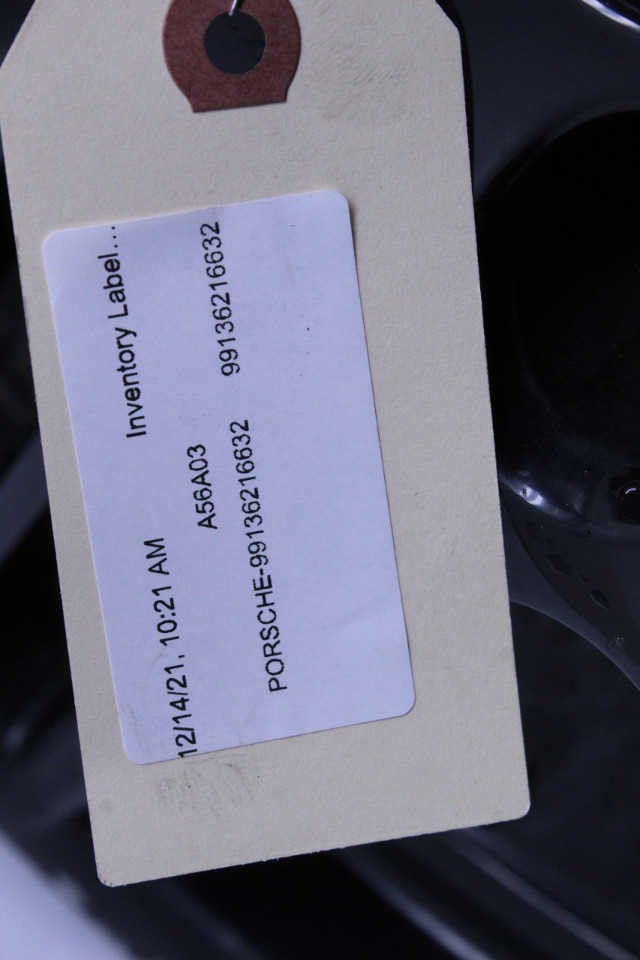 12/14/21, 10:21 AM Inventory Label...
A56A03
99136216632
PORSCHE-99136216632